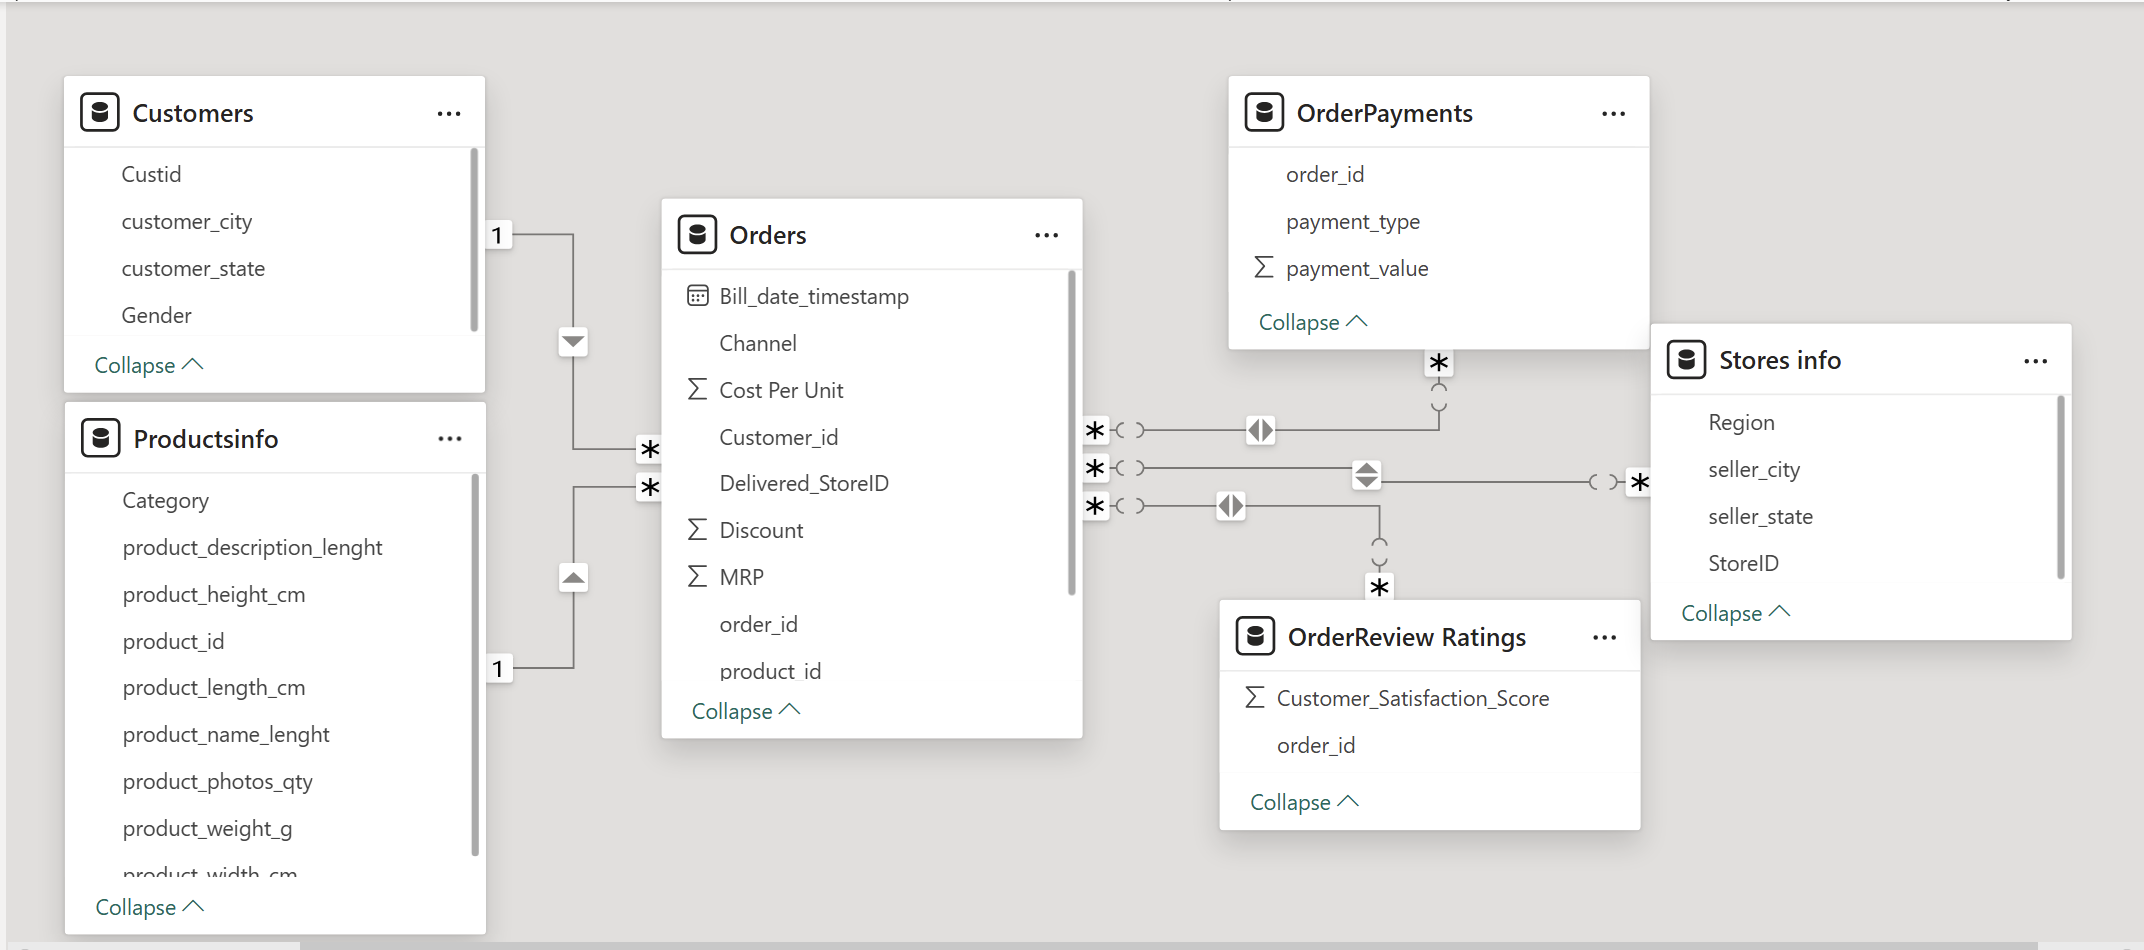 Customers
Custid
customer_city
customer_state
Gender
Collapse
Productsinfo
Category
product_description_lenght
product_height_cm
product_id
product_length_cm
product_name_lenght
product_photos_qty
product_weight_g
product_width_cm
Collapse
1
1
*
*
Orders
Bill_date_timestamp
Channel
Cost Per Unit
Customer_id
Delivered_StoreID
Discount
MRP
order_id
product_id
Collapse
*
*
*
OrderPayments
order_id
payment_type
payment_value
Collapse
*
*
Stores info
Region
seller_city
seller_state
StoreID
Collapse
*
OrderReview Ratings
Customer_Satisfaction_Score
order_id
Collapse